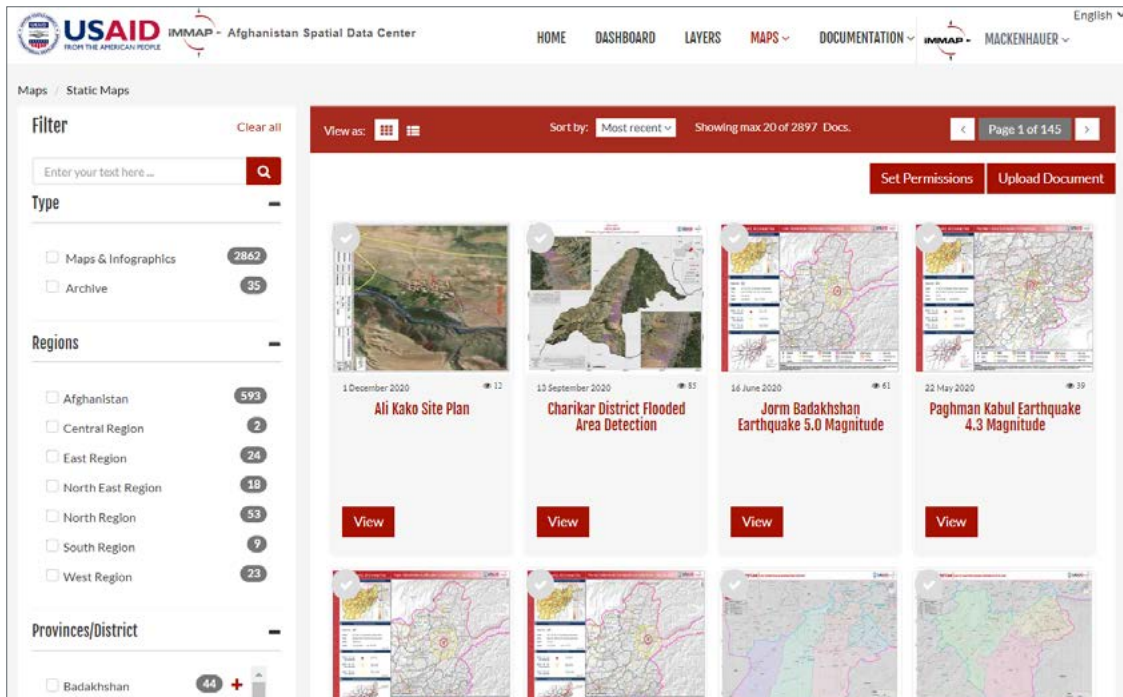 English
USAID
FROM THE AMERICAN PEOPLE
iMMAP
Afghanistan Spatial Data Center
HOME
DASHBOARD
LAYERS
MAPS
DOCUMENTATION
iMMAP
MACKENHAUER
Maps / Static Maps
Filter
Clear all
Enter your text here ...
Type
Maps & Infographics 2862
Archive 35
Regions
Afghanistan 593
Central Region 2
East Region 24
North East Region 18
North Region 53
South Region 9
West Region 23
Provinces/District
Badakhshan 44
View as:
Sort by: Most recent
Showing max 20 of 2897 Docs.
< Page 1 of 145 >
Set Permissions
Upload Document
1 December 2020 12
Ali Kako Site Plan
View
13 September 2020 85
Charikar District Flooded
Area Detection
View
16 June 2020 61
Jorm Badakhshan
Earthquake 5.0 Magnitude
View
22 May 2020 39
Paghman Kabul Earthquake
4.3 Magnitude
View